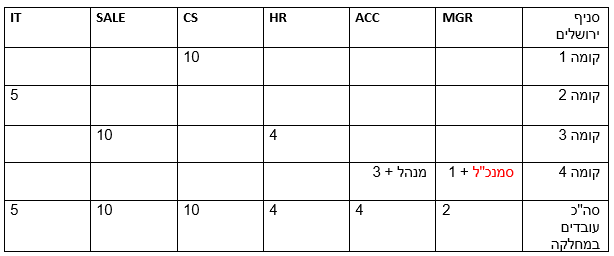 סניף ירושלים MGR ACC HR CS SALE IT
קומה 1 10
קומה 2 5
קומה 3 4 10
קומה 4 סמנכ"ל + 1 מנהל + 3
סה"כ עובדים במחלקה 2 4 4 10 10 5